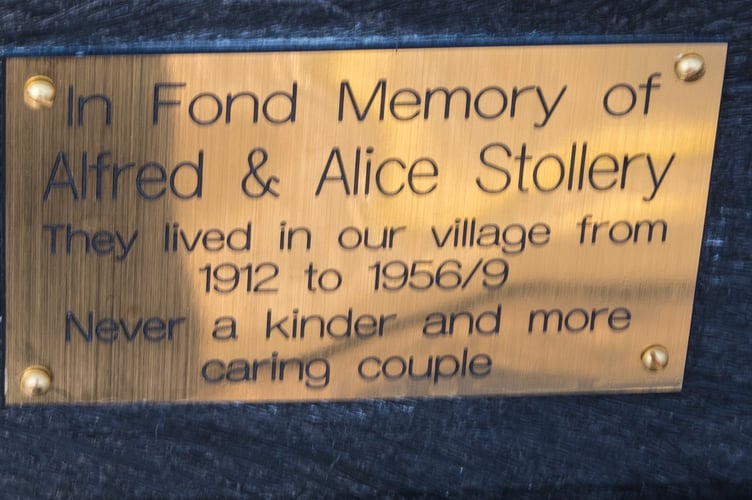 In Fond Memory of
Alfred & Alice Stollery
They lived in our village from
1912 to 1956/9
Never a kinder and more
caring couple